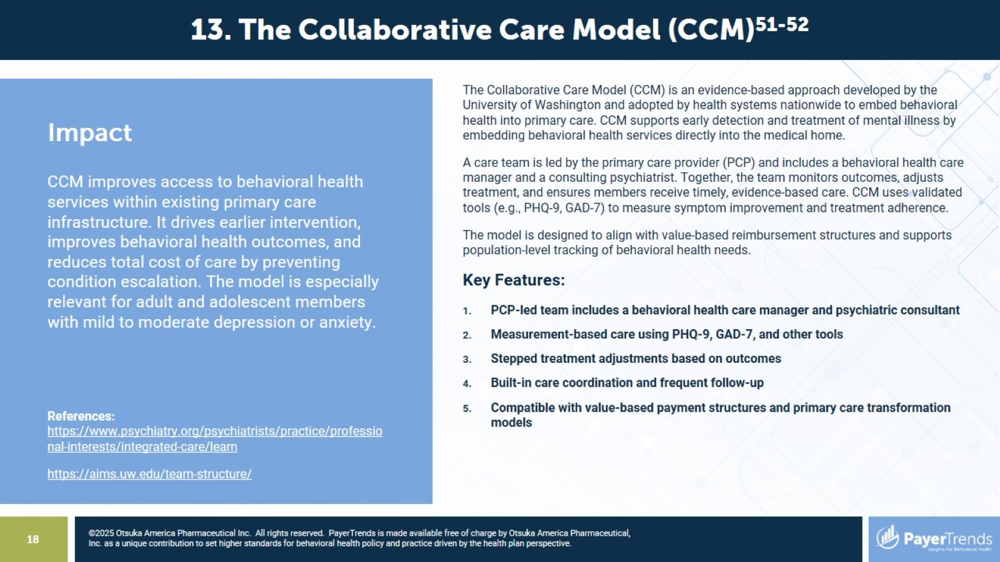 13. The Collaborative Care Model (CCM)51-52
Impact
CCM improves access to behavioral health
services within existing primary care
infrastructure. It drives earlier intervention,
improves behavioral health outcomes, and
reduces total cost of care by preventing
condition escalation. The model is especially
relevant for adult and adolescent members
with mild to moderate depression or anxiety.
References:
https://www.psychiatry.org/psychiatrists/practice/professio
nal-interests/integrated-care/learn
https://aims.uw.edu/team-structure/
The Collaborative Care Model (CCM) is an evidence-based approach developed by the
University of Washington and adopted by health systems nationwide to embed behavioral
health into primary care. CCM supports early detection and treatment of mental illness by
embedding behavioral health services directly into the medical home.
A care team is led by the primary care provider (PCP) and includes a behavioral health care
manager and a consulting psychiatrist. Together, the team monitors outcomes, adjusts
treatment, and ensures members receive timely, evidence-based care. CCM uses validated
tools (e.g., PHQ-9, GAD-7) to measure symptom improvement and treatment adherence.
The model is designed to align with value-based reimbursement structures and supports
population-level tracking of behavioral health needs.
Key Features:
1. PCP-led team includes a behavioral health care manager and psychiatric consultant
2. Measurement-based care using PHQ-9, GAD-7, and other tools
3. Stepped treatment adjustments based on outcomes
4. Built-in care coordination and frequent follow-up
5. Compatible with value-based payment structures and primary care transformation
models
18
©2025 Otsuka America Pharmaceutical Inc. All rights reserved. PayerTrends is made available free of charge by Otsuka America Pharmaceutical,
Inc. as a unique contribution to set higher standards for behavioral health policy and practice driven by the health plan perspective.
PayerTrends
Insights For Behavioral Health